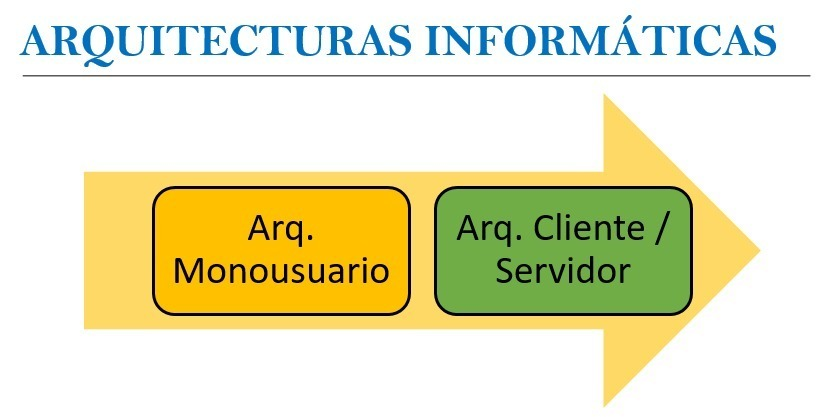 ARQUITECTURAS INFORMÁTICAS
Arq.
Monousuario
Arq. Cliente /
Servidor